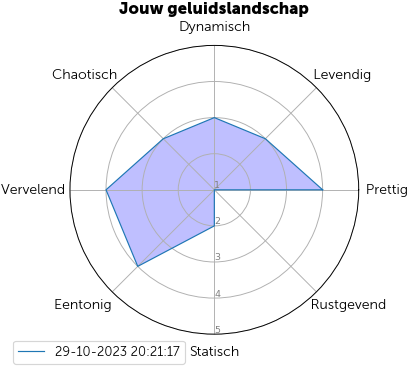 Jouw geluidslandschap
Dynamisch
Chaotisch
Levendig
Vervelend
1
Prettig
2
3
Eentonig
4
Rustgevend
5
29-10-2023 20:21:17
Statisch